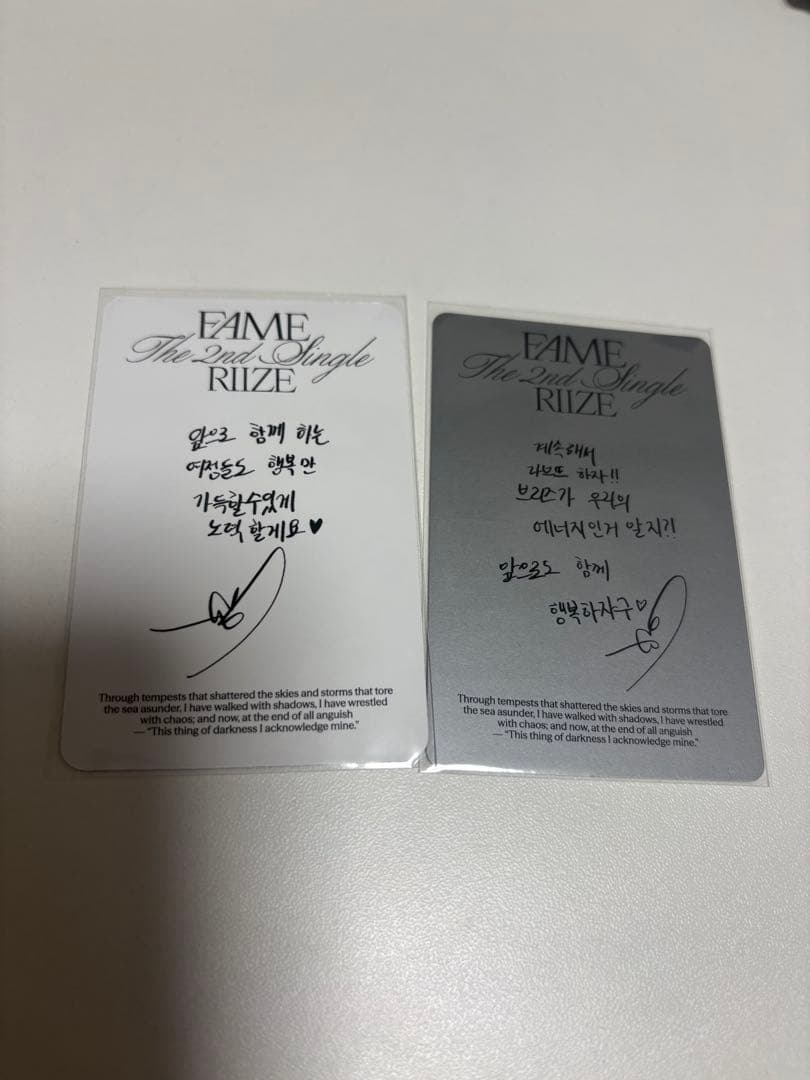 FAME
The 2nd Single
RIIZE
앞으로 함께 하는
여정들도 행복만
가득할수있게
노력할게요♥
Through tempests that shattered the skies and storms that tore
the sea asunder, I have walked with shadows, I have wrestled
with chaos; and now, at the end of all anguish
— “This thing of darkness I acknowledge mine.”
FAME
The 2nd Single
RIIZE
계속해서
라브뜨 하자!!
브리즈가 우리의
에너지인거 알지?!
앞으로도 함께
행복하자구♡
Through tempests that shattered the skies and storms that tore
the sea asunder, I have walked with shadows, I have wrestled
with chaos; and now, at the end of all anguish
— “This thing of darkness I acknowledge mine.”